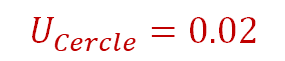 U_Cercle = 0.02